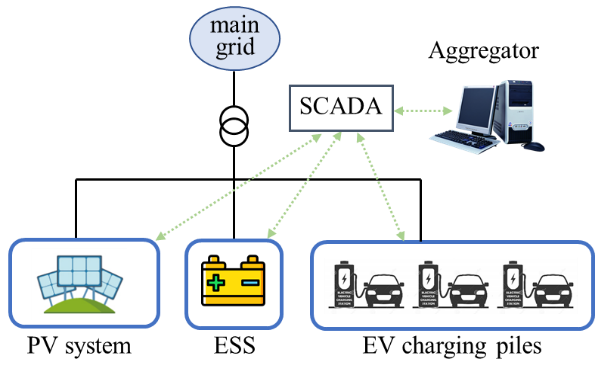 main
grid
Aggregator
SCADA
PV system
ESS
EV charging piles